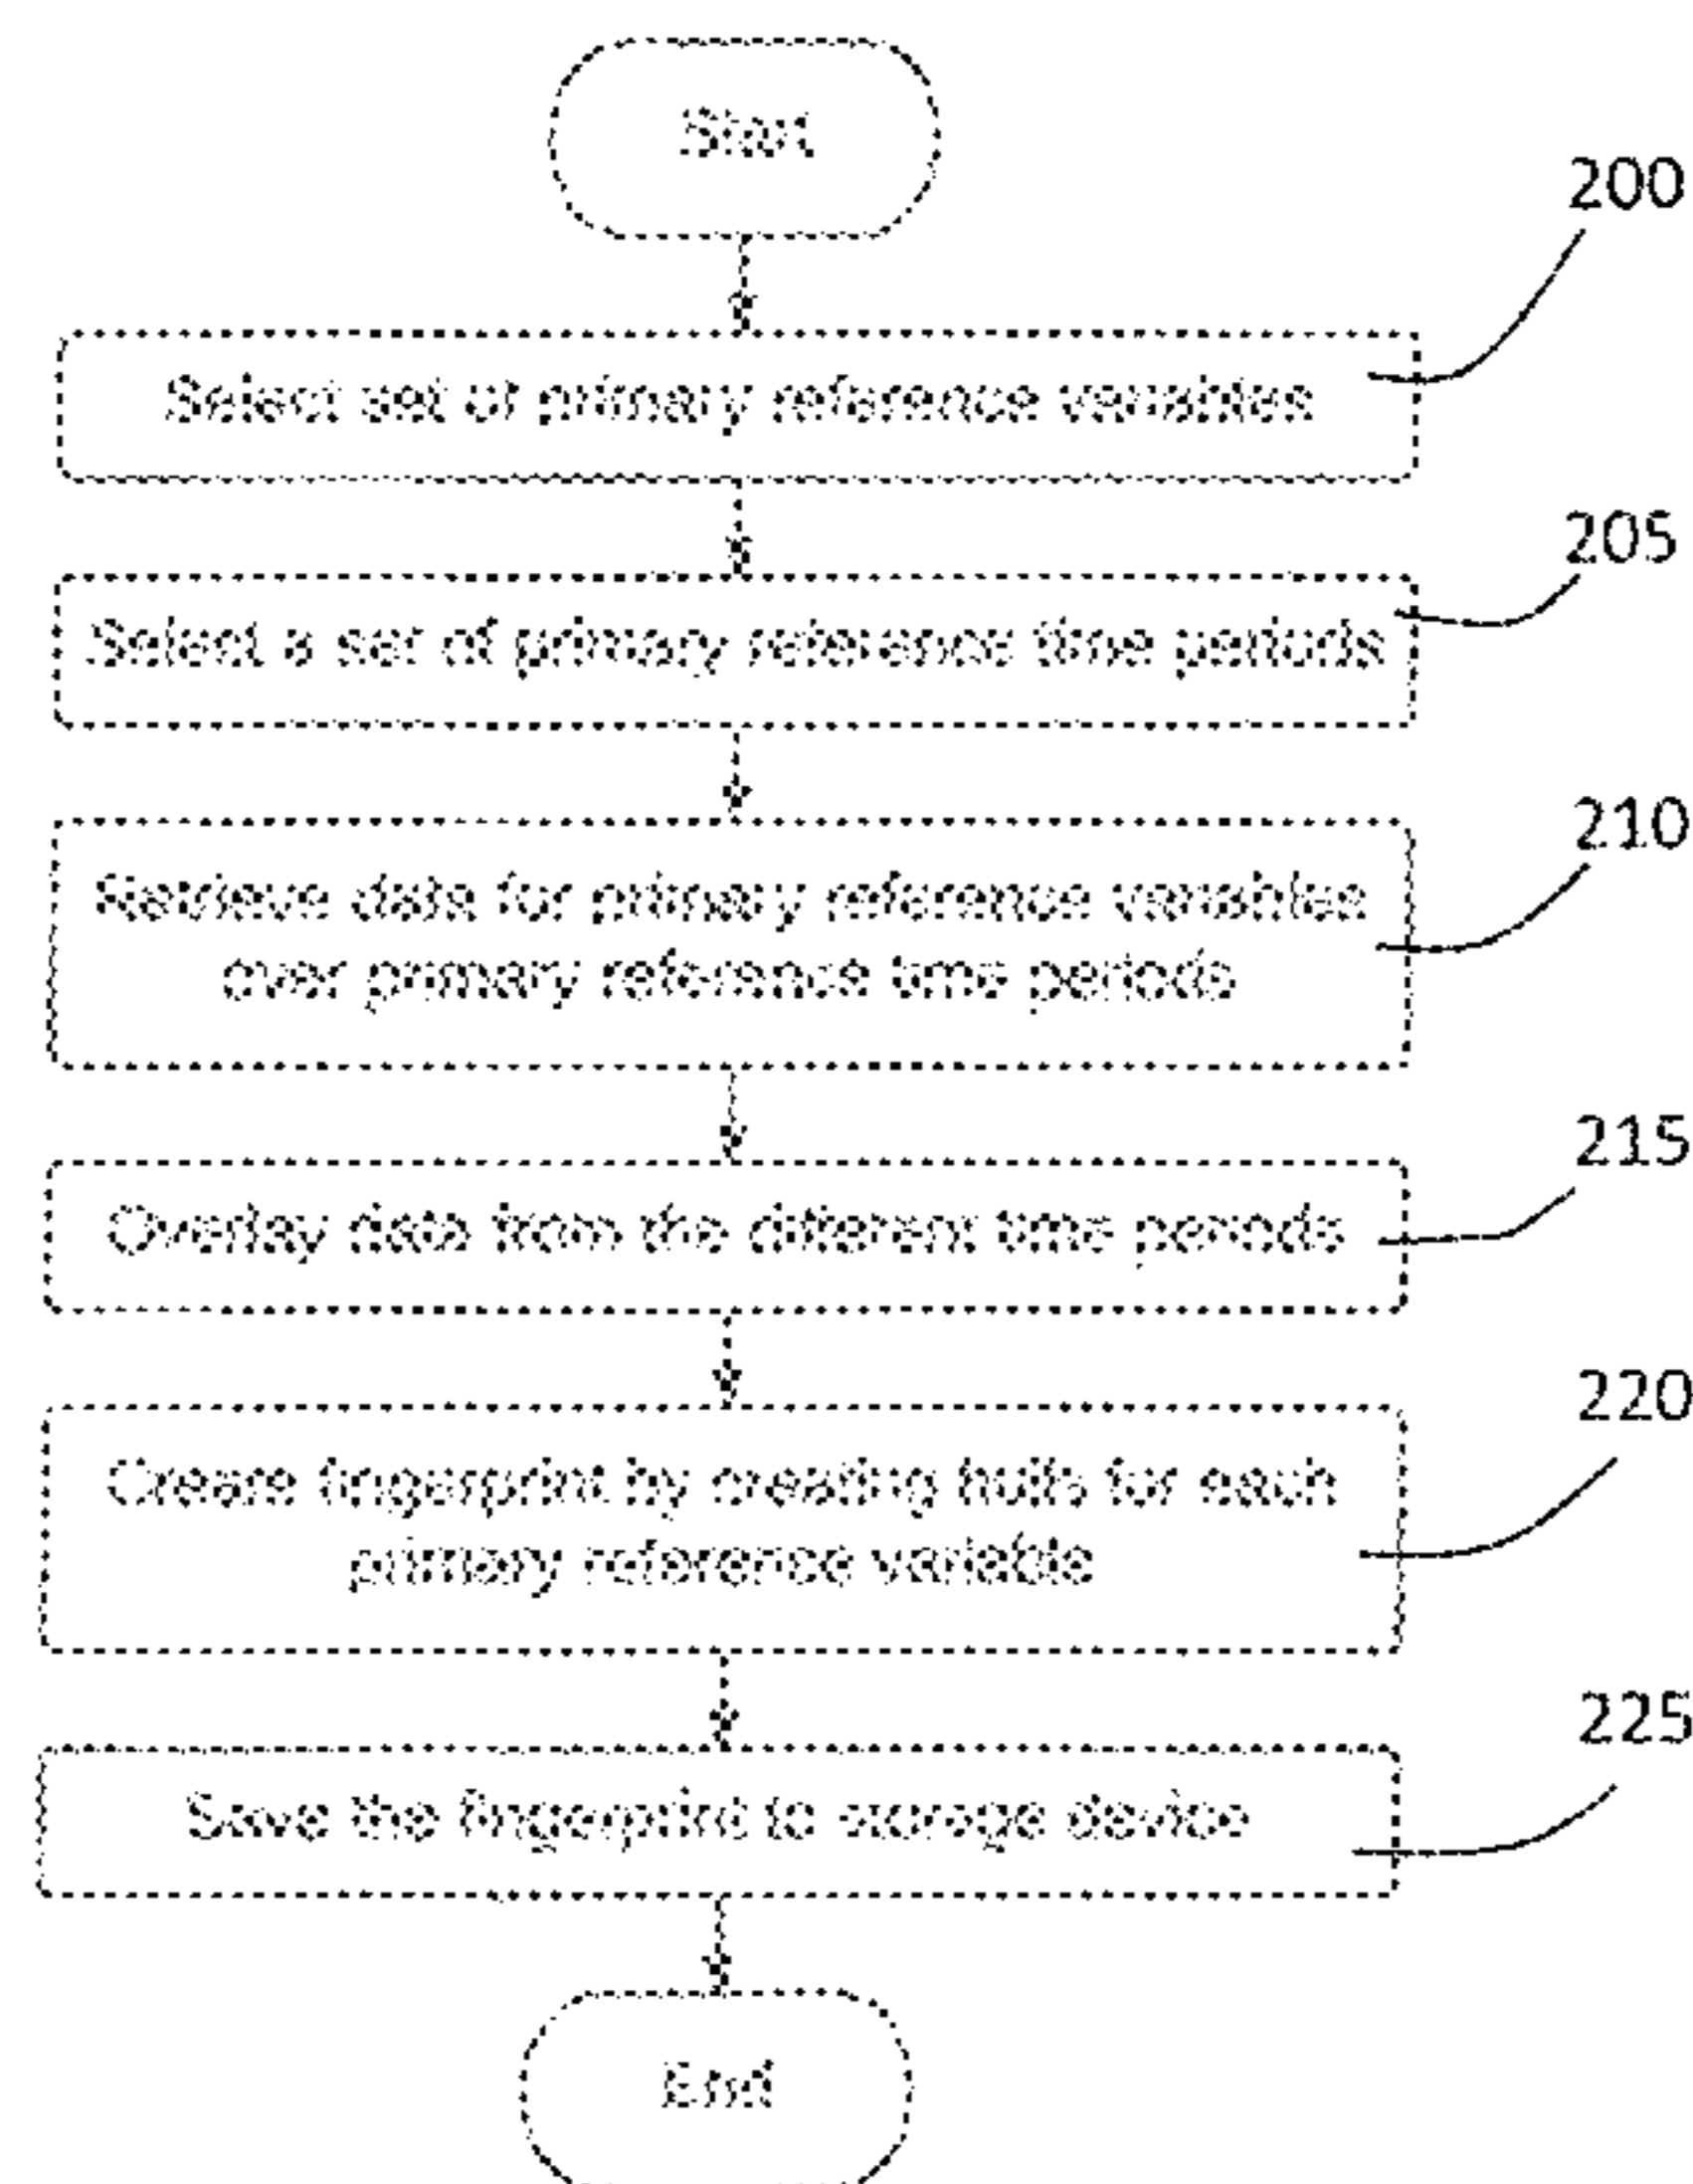 Start
200
Select set of primary reference variables
205
Select a set of primary reference time periods
210
Retrieve data for primary reference variables
over primary reference time periods
215
Overlay data from the different time periods
220
Create fingerprint by creating hulls for each
primary reference variable
225
Save the fingerprint to storage device
End